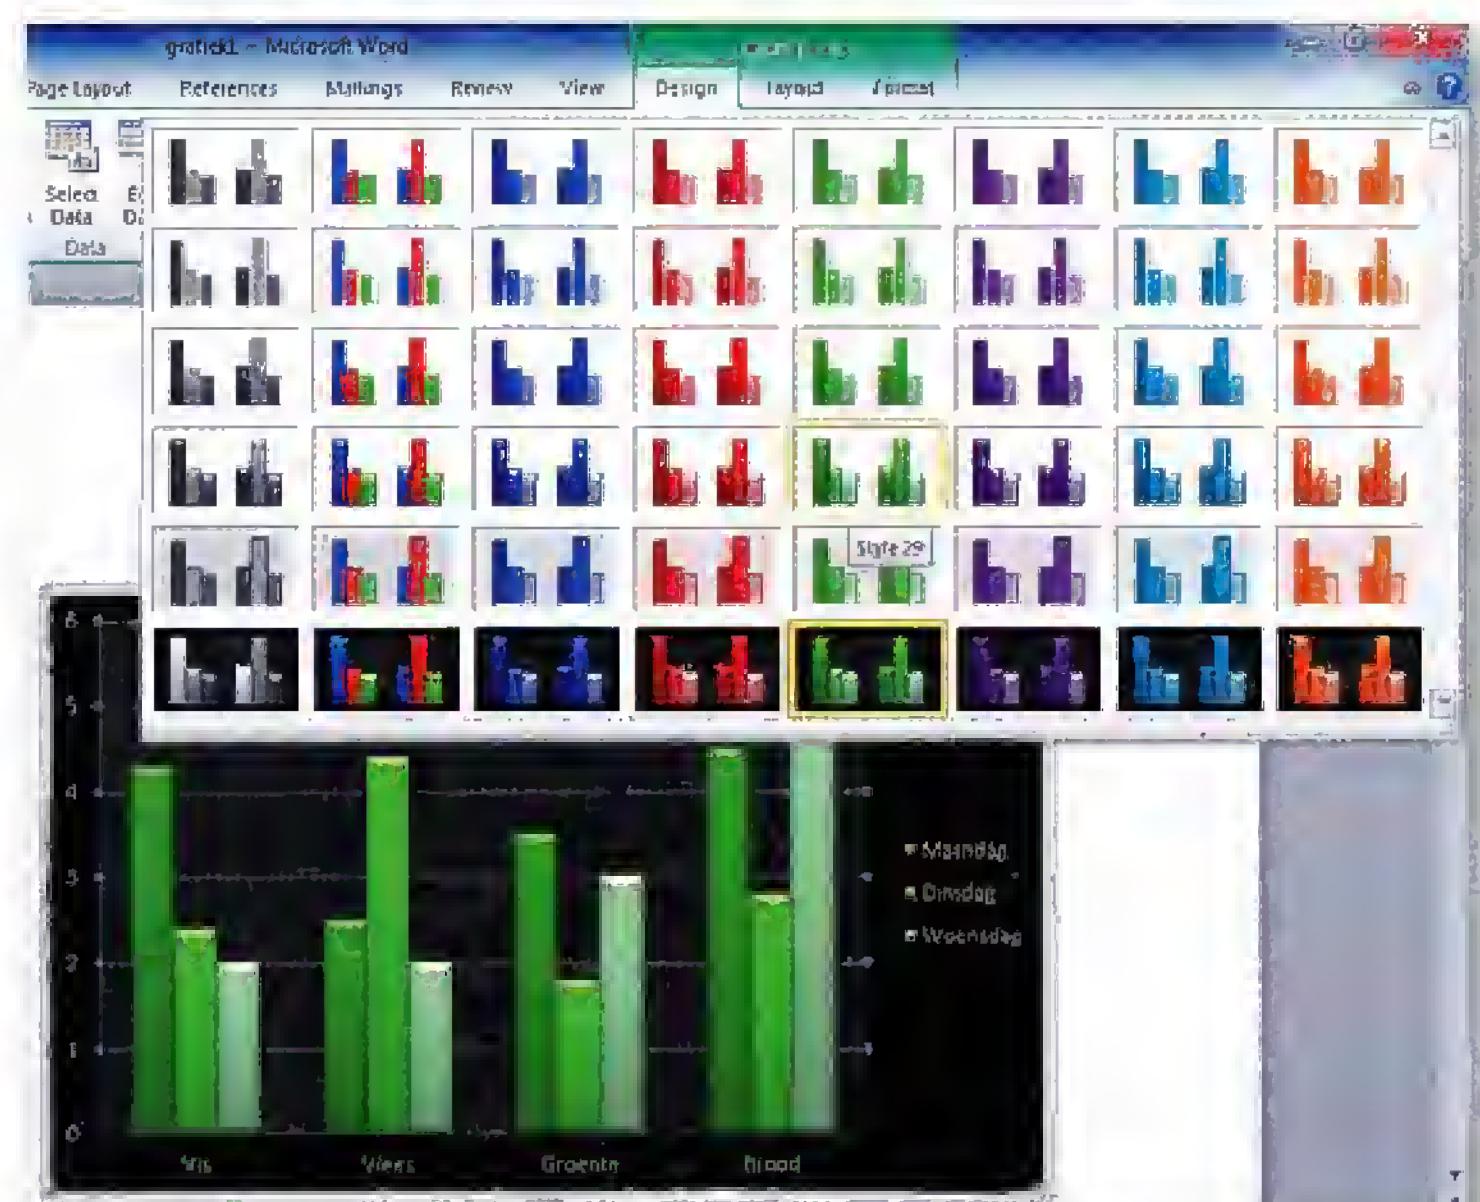 grafiek1 - Microsoft Word
Page Layout References Mailings Review View Design Layout Format
Select
Data
Data
Style 29
6
5
4
3
2
1
0
Vis Vlees Groente Brood
Maandag
Dinsdag
Woensdag